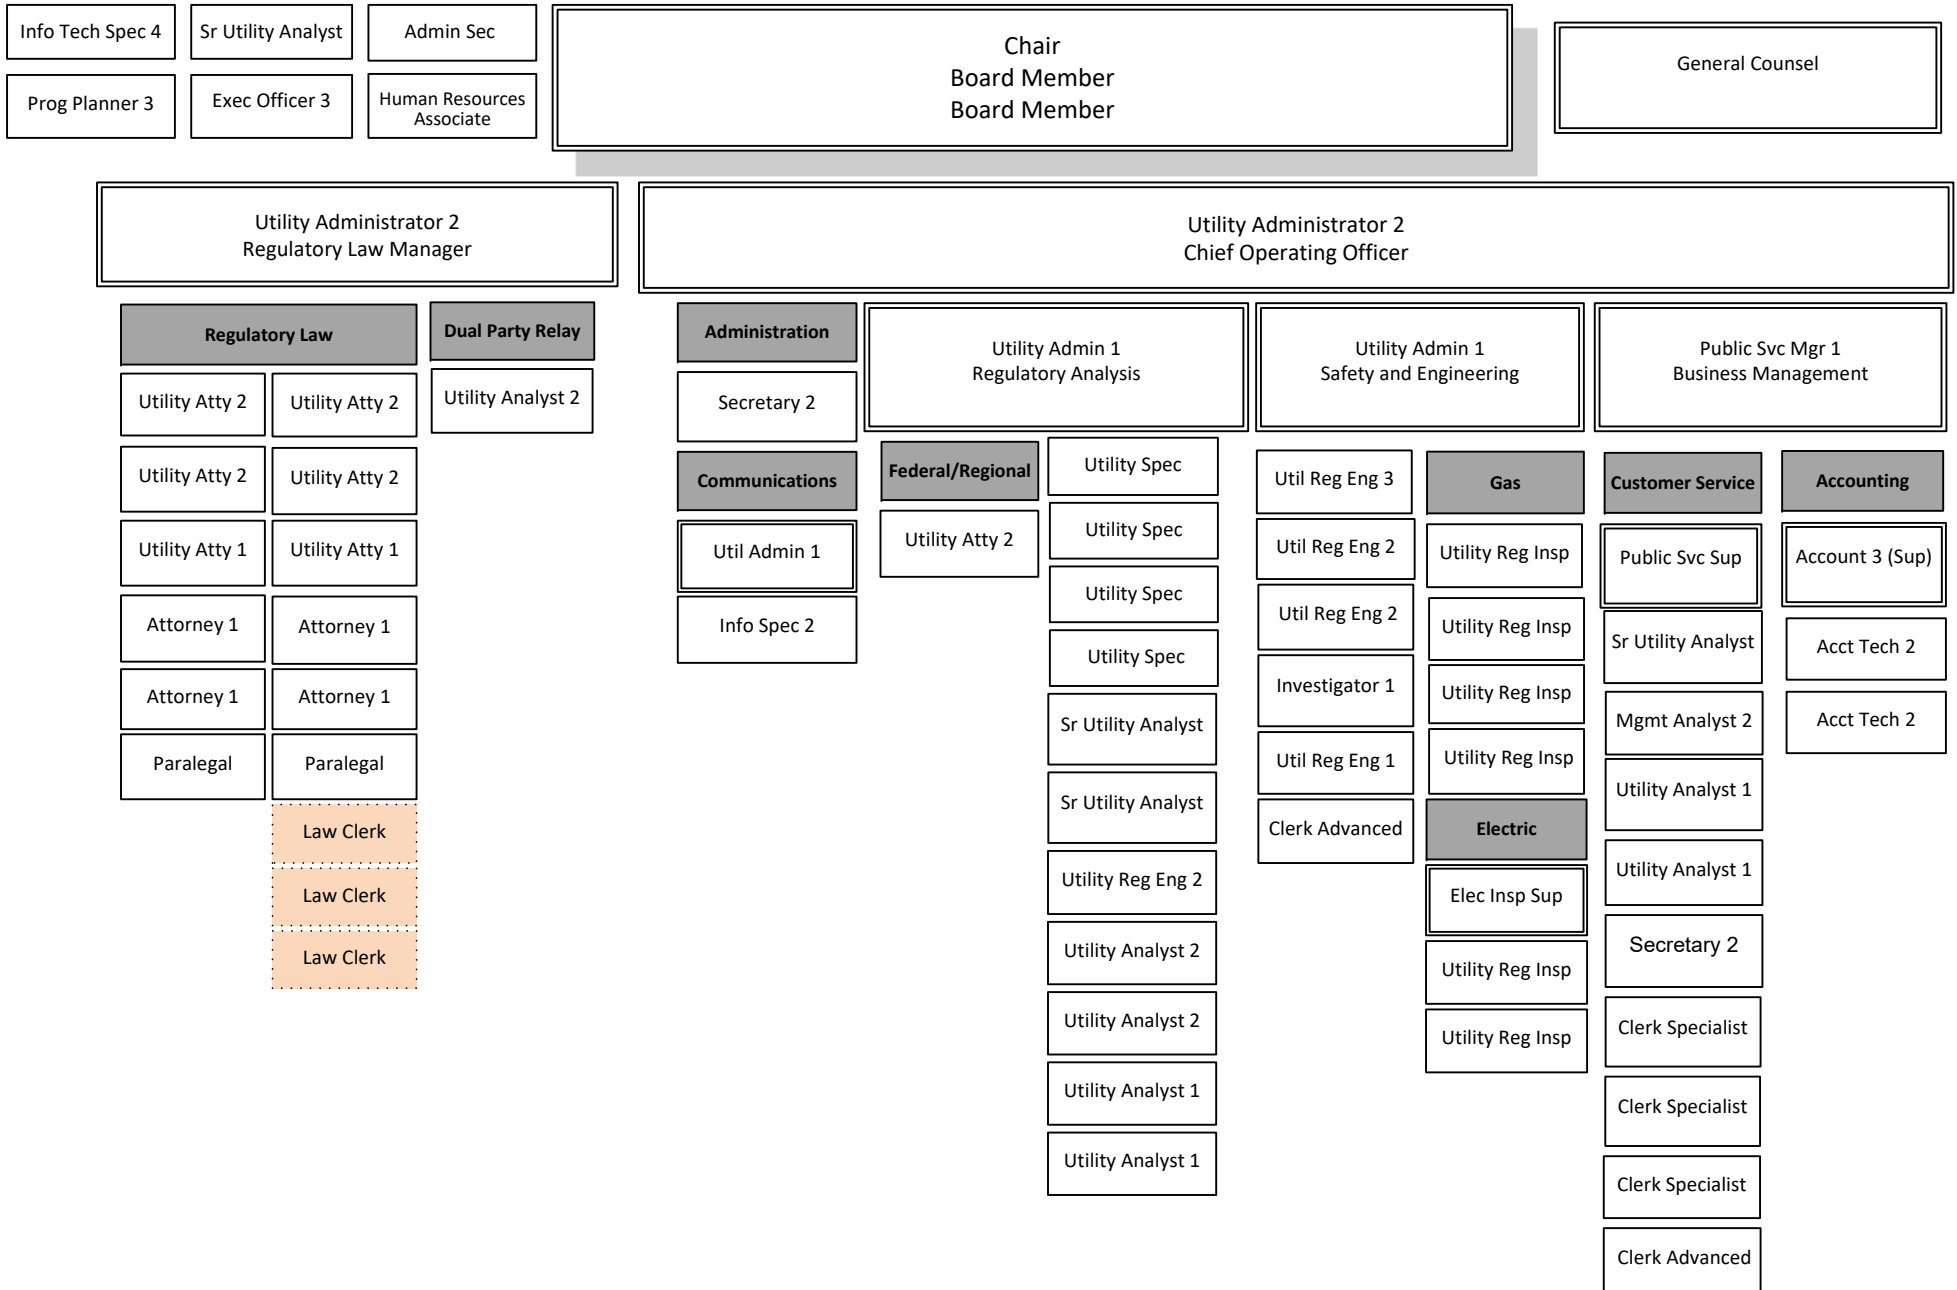 Info Tech Spec 4
Sr Utility Analyst
Admin Sec
Prog Planner 3
Exec Officer 3
Human Resources
Associate
Chair
Board Member
Board Member
General Counsel
Utility Administrator 2
Regulatory Law Manager
Utility Administrator 2
Chief Operating Officer
Regulatory Law
Utility Atty 2
Utility Atty 2
Utility Atty 2
Utility Atty 2
Utility Atty 1
Utility Atty 1
Attorney 1
Attorney 1
Attorney 1
Attorney 1
Paralegal
Paralegal
Law Clerk
Law Clerk
Law Clerk
Dual Party Relay
Utility Analyst 2
Administration
Secretary 2
Communications
Util Admin 1
Info Spec 2
Utility Admin 1
Regulatory Analysis
Federal/Regional
Utility Atty 2
Utility Spec
Utility Spec
Utility Spec
Utility Spec
Sr Utility Analyst
Sr Utility Analyst
Utility Reg Eng 2
Utility Analyst 2
Utility Analyst 2
Utility Analyst 1
Utility Analyst 1
Utility Admin 1
Safety and Engineering
Util Reg Eng 3
Util Reg Eng 2
Util Reg Eng 2
Investigator 1
Util Reg Eng 1
Clerk Advanced
Gas
Utility Reg Insp
Utility Reg Insp
Utility Reg Insp
Utility Reg Insp
Electric
Elec Insp Sup
Utility Reg Insp
Utility Reg Insp
Public Svc Mgr 1
Business Management
Customer Service
Public Svc Sup
Sr Utility Analyst
Mgmt Analyst 2
Utility Analyst 1
Utility Analyst 1
Secretary 2
Clerk Specialist
Clerk Specialist
Clerk Specialist
Clerk Advanced
Accounting
Account 3 (Sup)
Acct Tech 2
Acct Tech 2